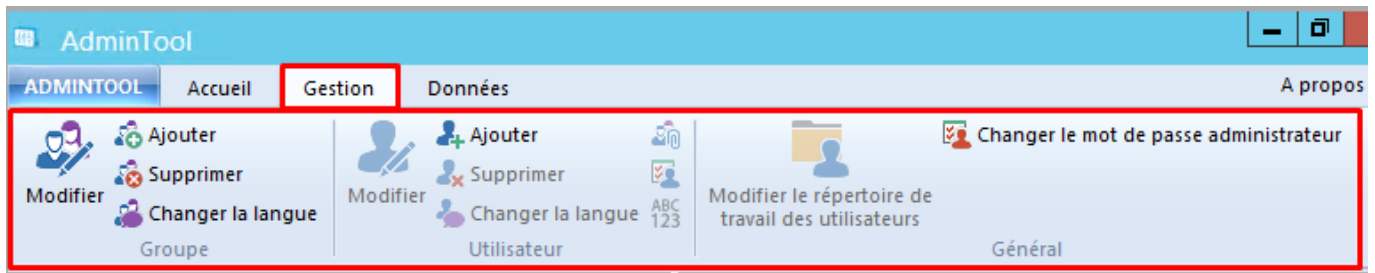 AdminTool
ADMINTOOL Accueil Gestion Données A propos
Modifier
Ajouter
Supprimer
Changer la langue
Groupe
Modifier
Ajouter
Supprimer
Changer la langue
ABC
123
Utilisateur
Modifier le répertoire de
travail des utilisateurs
Changer le mot de passe administrateur
Général